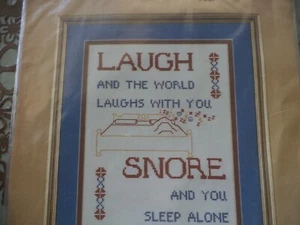 LAUGH
AND THE WORLD
LAUGHS WITH YOU
SNORE
AND YOU
SLEEP ALONE